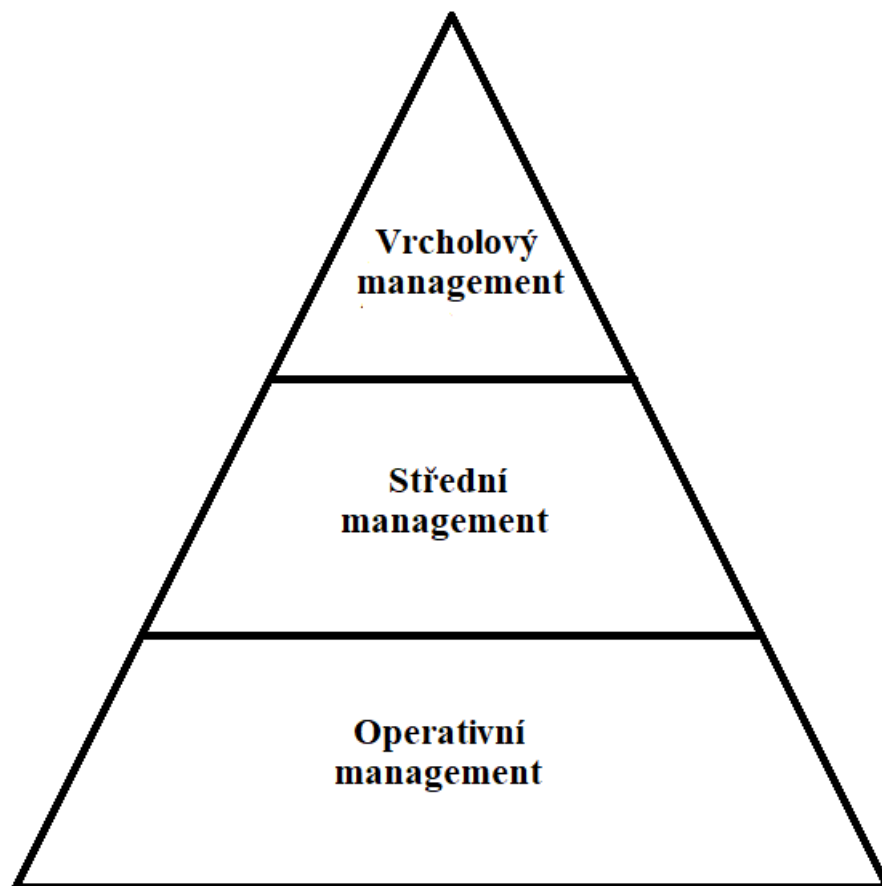 Vrcholový
management
Střední
management
Operativní
management